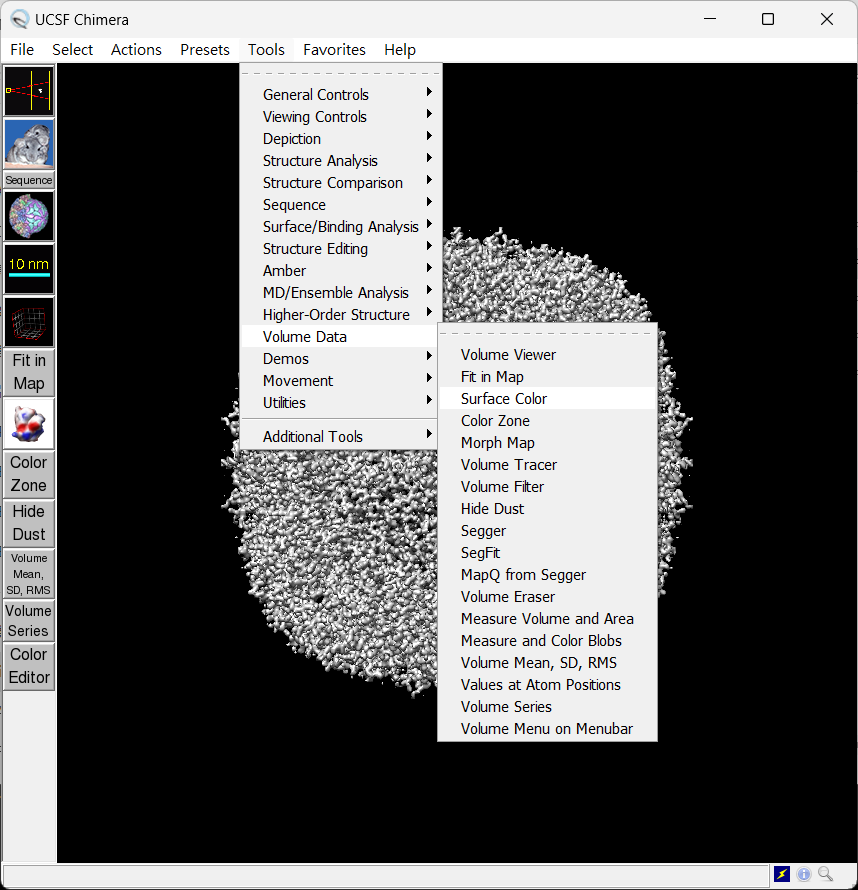 UCSF Chimera
File Select Actions Presets Tools Favorites Help
General Controls
Viewing Controls
Depiction
Structure Analysis
Structure Comparison
Sequence
Surface/Binding Analysis
Structure Editing
Amber
MD/Ensemble Analysis
Higher-Order Structure
Volume Data
Demos
Movement
Utilities
Additional Tools
Volume Viewer
Fit in Map
Surface Color
Color Zone
Morph Map
Volume Tracer
Volume Filter
Hide Dust
Segger
SegFit
MapQ from Segger
Volume Eraser
Measure Volume and Area
Measure and Color Blobs
Volume Mean, SD, RMS
Values at Atom Positions
Volume Series
Volume Menu on Menubar
Sequence
10 nm
Fit in
Map
Color
Zone
Hide
Dust
Volume
Mean,
SD, RMS
Volume
Series
Color
Editor